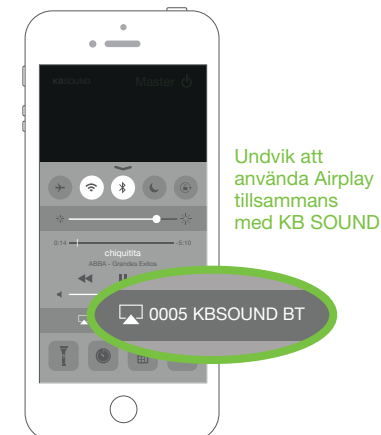 KBSOUND Master
0:14 -5:10
chiquitita
ABBA - Grandes Exitos
0005 KBSOUND BT
Undvik att
använda Airplay
tillsammans
med KB SOUND